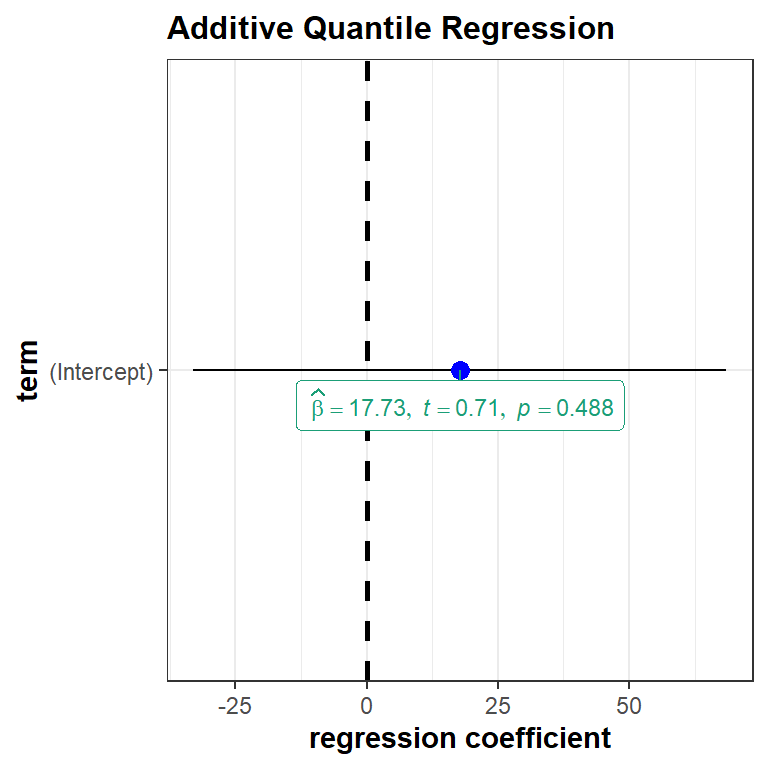 Additive Quantile Regression
term
(Intercept)
β̂ = 17.73, t = 0.71, p = 0.488
-25 0 25 50
regression coefficient